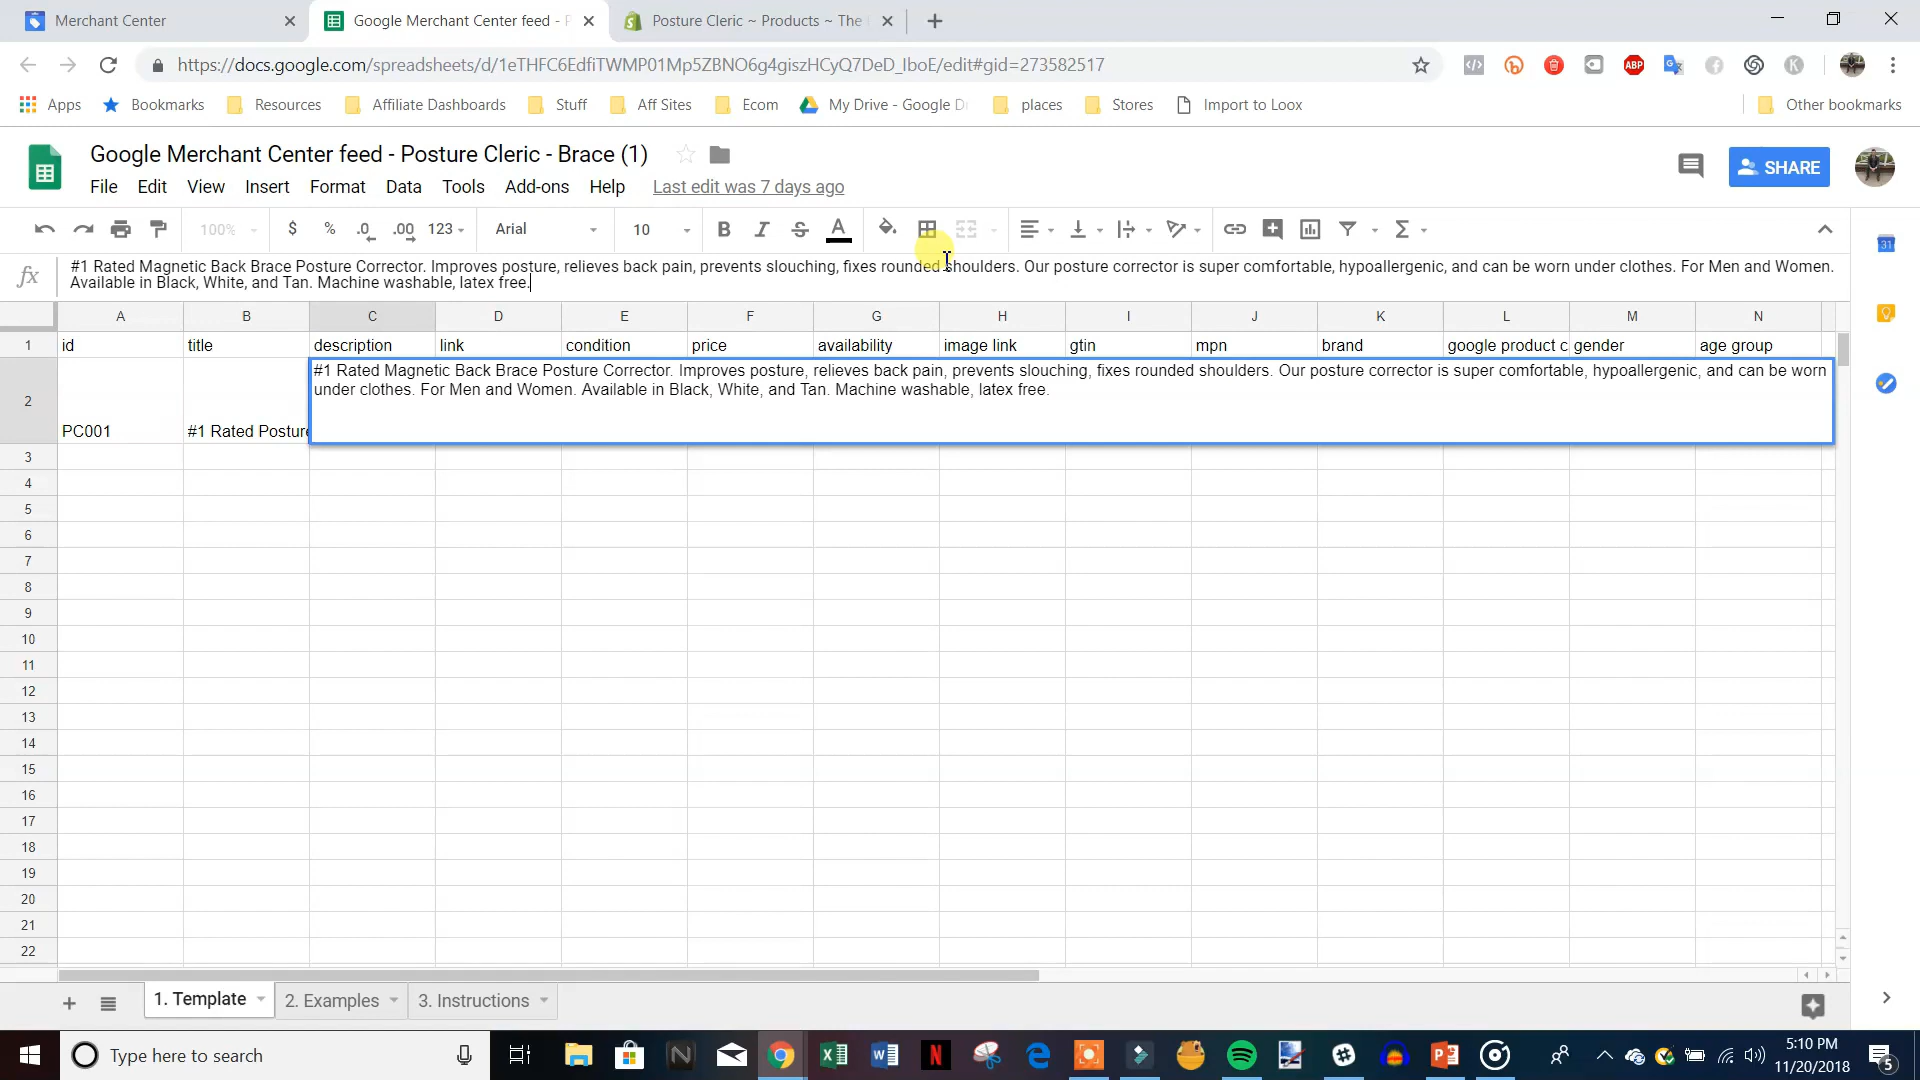 Merchant Center
Google Merchant Center feed - P
Posture Cleric ~ Products ~ The
https://docs.google.com/spreadsheets/d/1eTHFC6EdfiTWMP01Mp5ZBNO6g4giszHCyQ7DeD_IboE/edit#gid=273582517
ABP
K
Apps Bookmarks Resources Affiliate Dashboards Stuff Aff Sites Ecom My Drive - Google Dr places Stores Import to Loox Other bookmarks
Google Merchant Center feed - Posture Cleric - Brace (1)
SHARE
File Edit View Insert Format Data Tools Add-ons Help Last edit was 7 days ago
100% $ % .0 .00 123 Arial 10 B I S A Σ
31
fx #1 Rated Magnetic Back Brace Posture Corrector. Improves posture, relieves back pain, prevents slouching, fixes rounded shoulders. Our posture corrector is super comfortable, hypoallergenic, and can be worn under clothes. For Men and Women.
Available in Black, White, and Tan. Machine washable, latex free.
A B C D E F G H I J K L M N
1 id title description link condition price availability image link gtin mpn brand google product c gender age group
#1 Rated Magnetic Back Brace Posture Corrector. Improves posture, relieves back pain, prevents slouching, fixes rounded shoulders. Our posture corrector is super comfortable, hypoallergenic, and can be worn
under clothes. For Men and Women. Available in Black, White, and Tan. Machine washable, latex free.
2
PC001 #1 Rated Posture
3
4
5
6
7
8
9
10
11
12
13
14
15
16
17
18
19
20
21
22
1. Template 2. Examples 3. Instructions
Type here to search
5:10 PM
11/20/2018
5